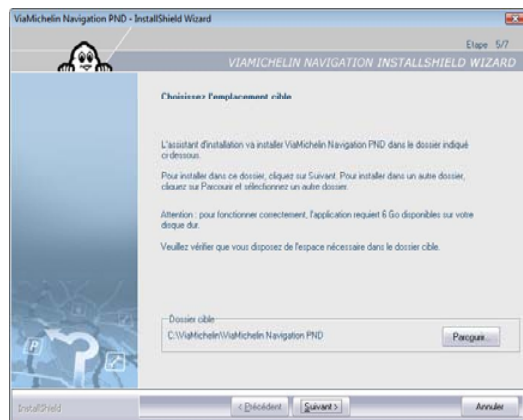 ViaMichelin Navigation PND - InstallShield Wizard
Etape 5/7
VIAMICHELIN NAVIGATION INSTALLSHIELD WIZARD
Choisissez l'emplacement cible
L'assistant d'installation va installer ViaMichelin Navigation PND dans le dossier indiqué
ci-dessous.
Pour installer dans ce dossier, cliquez sur Suivant. Pour installer dans un autre dossier,
cliquez sur Parcourir et sélectionnez un autre dossier.
Attention : pour fonctionner correctement, l'application requiert 6 Go disponibles sur votre
disque dur.
Veuillez vérifier que vous disposez de l'espace nécessaire dans le dossier cible.
Dossier cible
C:\ViaMichelin\ViaMichelin Navigation PND
Parcourir...
P
InstallShield
< Précédent
Suivant >
Annuler